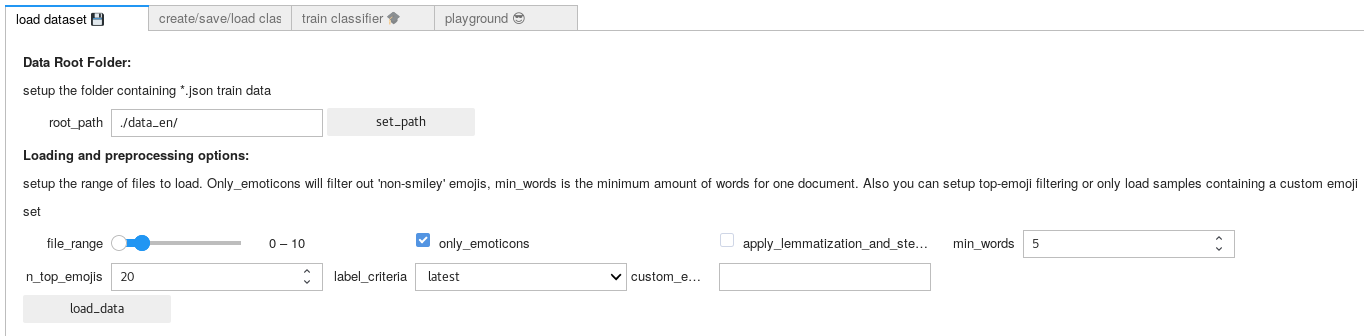 load dataset 💾 create/save/load clas train classifier 🎓 playground 😎
Data Root Folder:
setup the folder containing *.json train data
root_path ./data_en/ set_path
Loading and preprocessing options:
setup the range of files to load. Only_emoticons will filter out 'non-smiley' emojis, min_words is the minimum amount of words for one document. Also you can setup top-emoji filtering or only load samples containing a custom emoji
set
file_range 0 – 10 only_emoticons apply_lemmatization_and_ste... min_words 5
n_top_emojis 20 label_criteria latest custom_e...
load_data